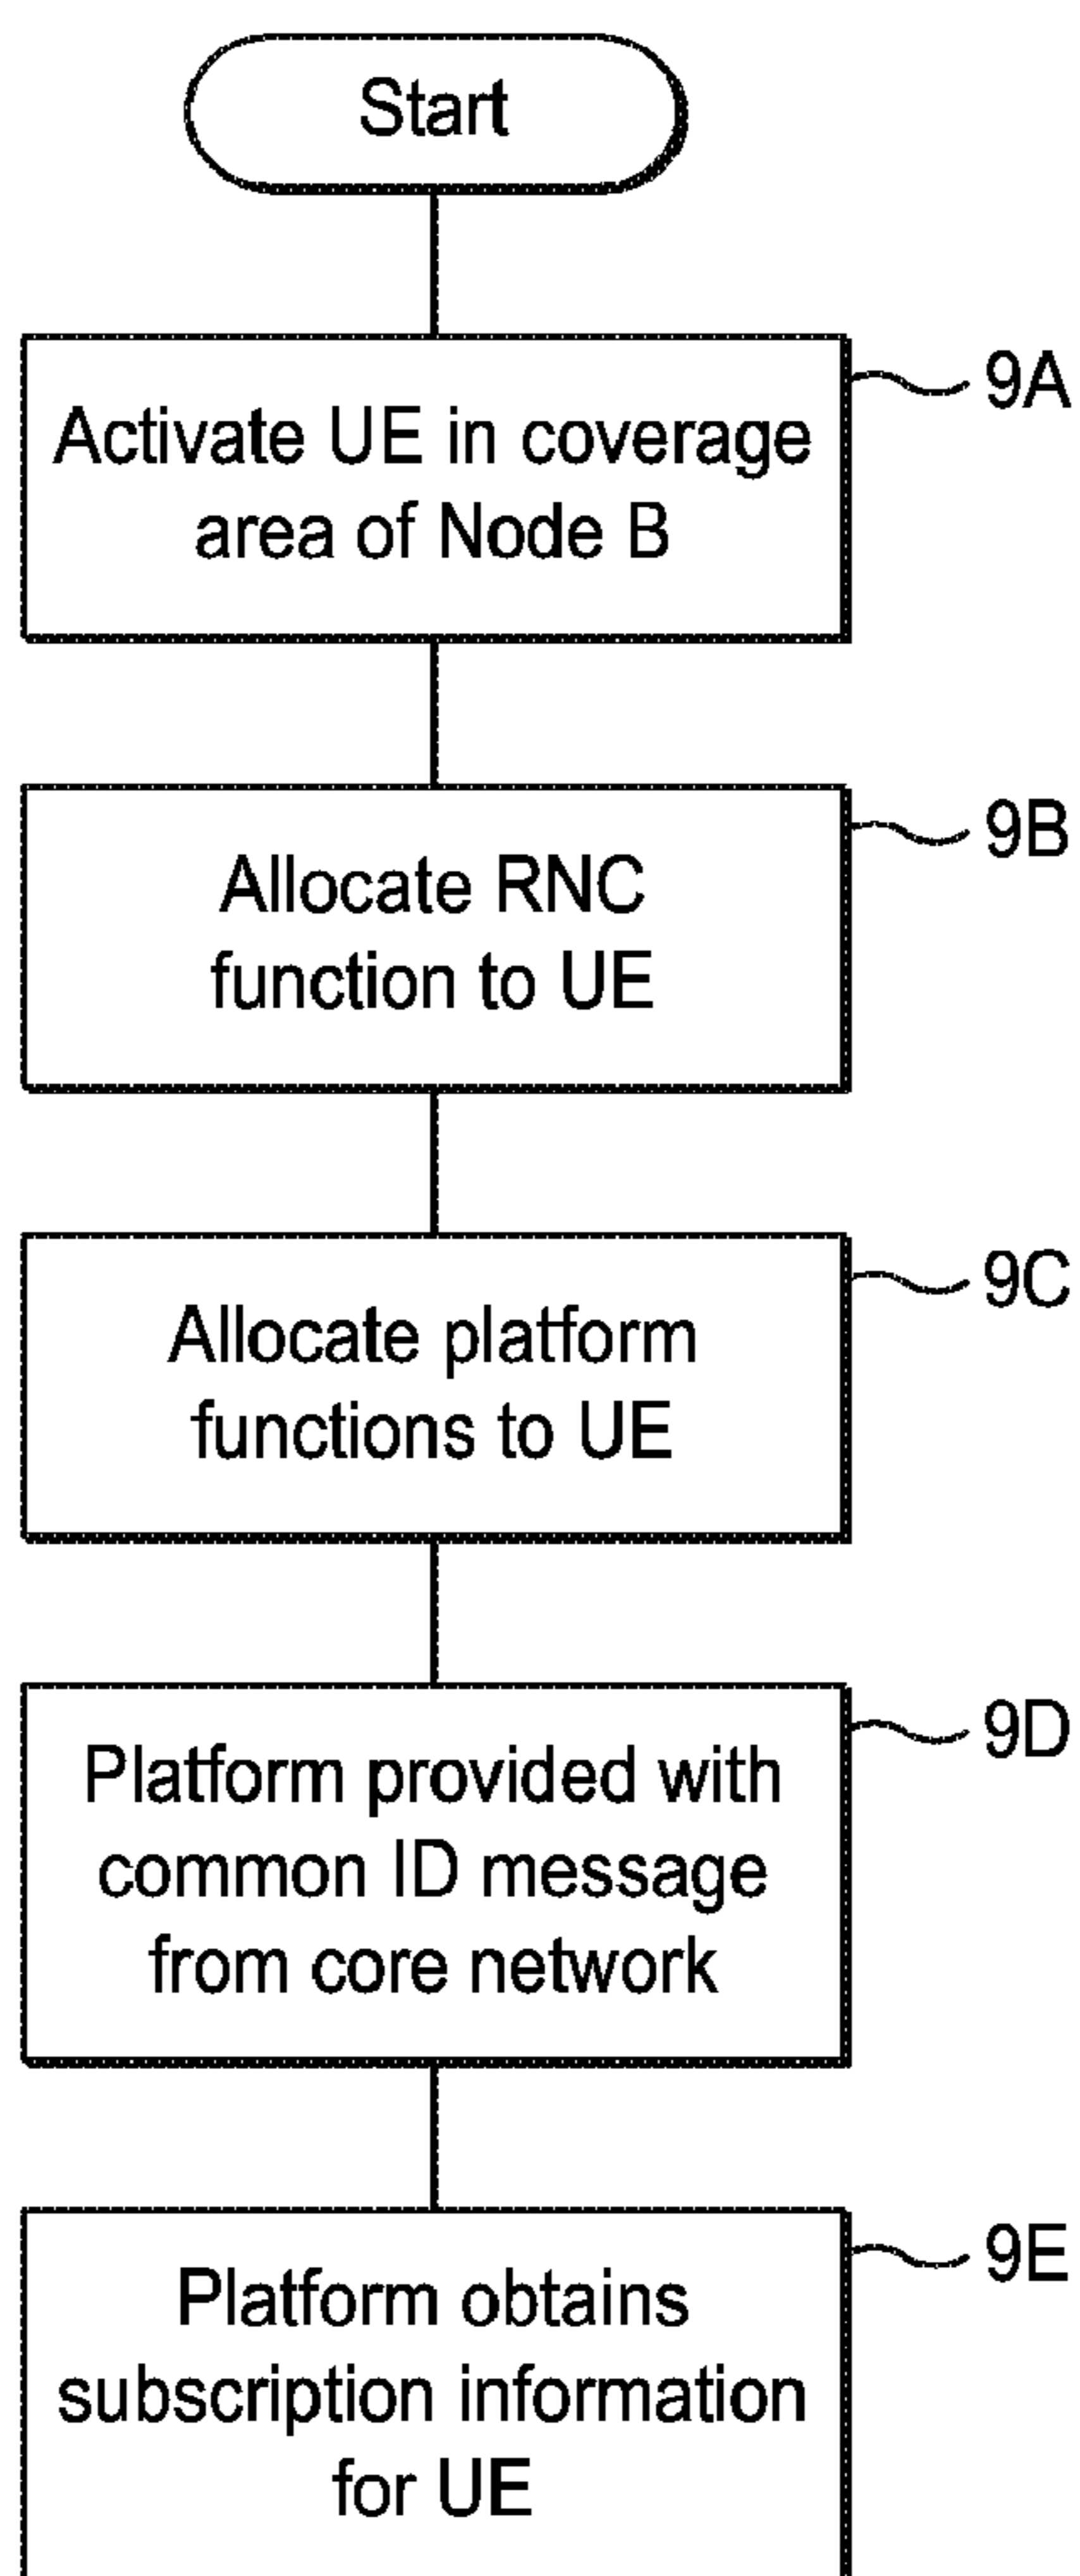 Start
9A
Activate UE in coverage
area of Node B
9B
Allocate RNC
function to UE
9C
Allocate platform
functions to UE
9D
Platform provided with
common ID message
from core network
9E
Platform obtains
subscription information
for UE